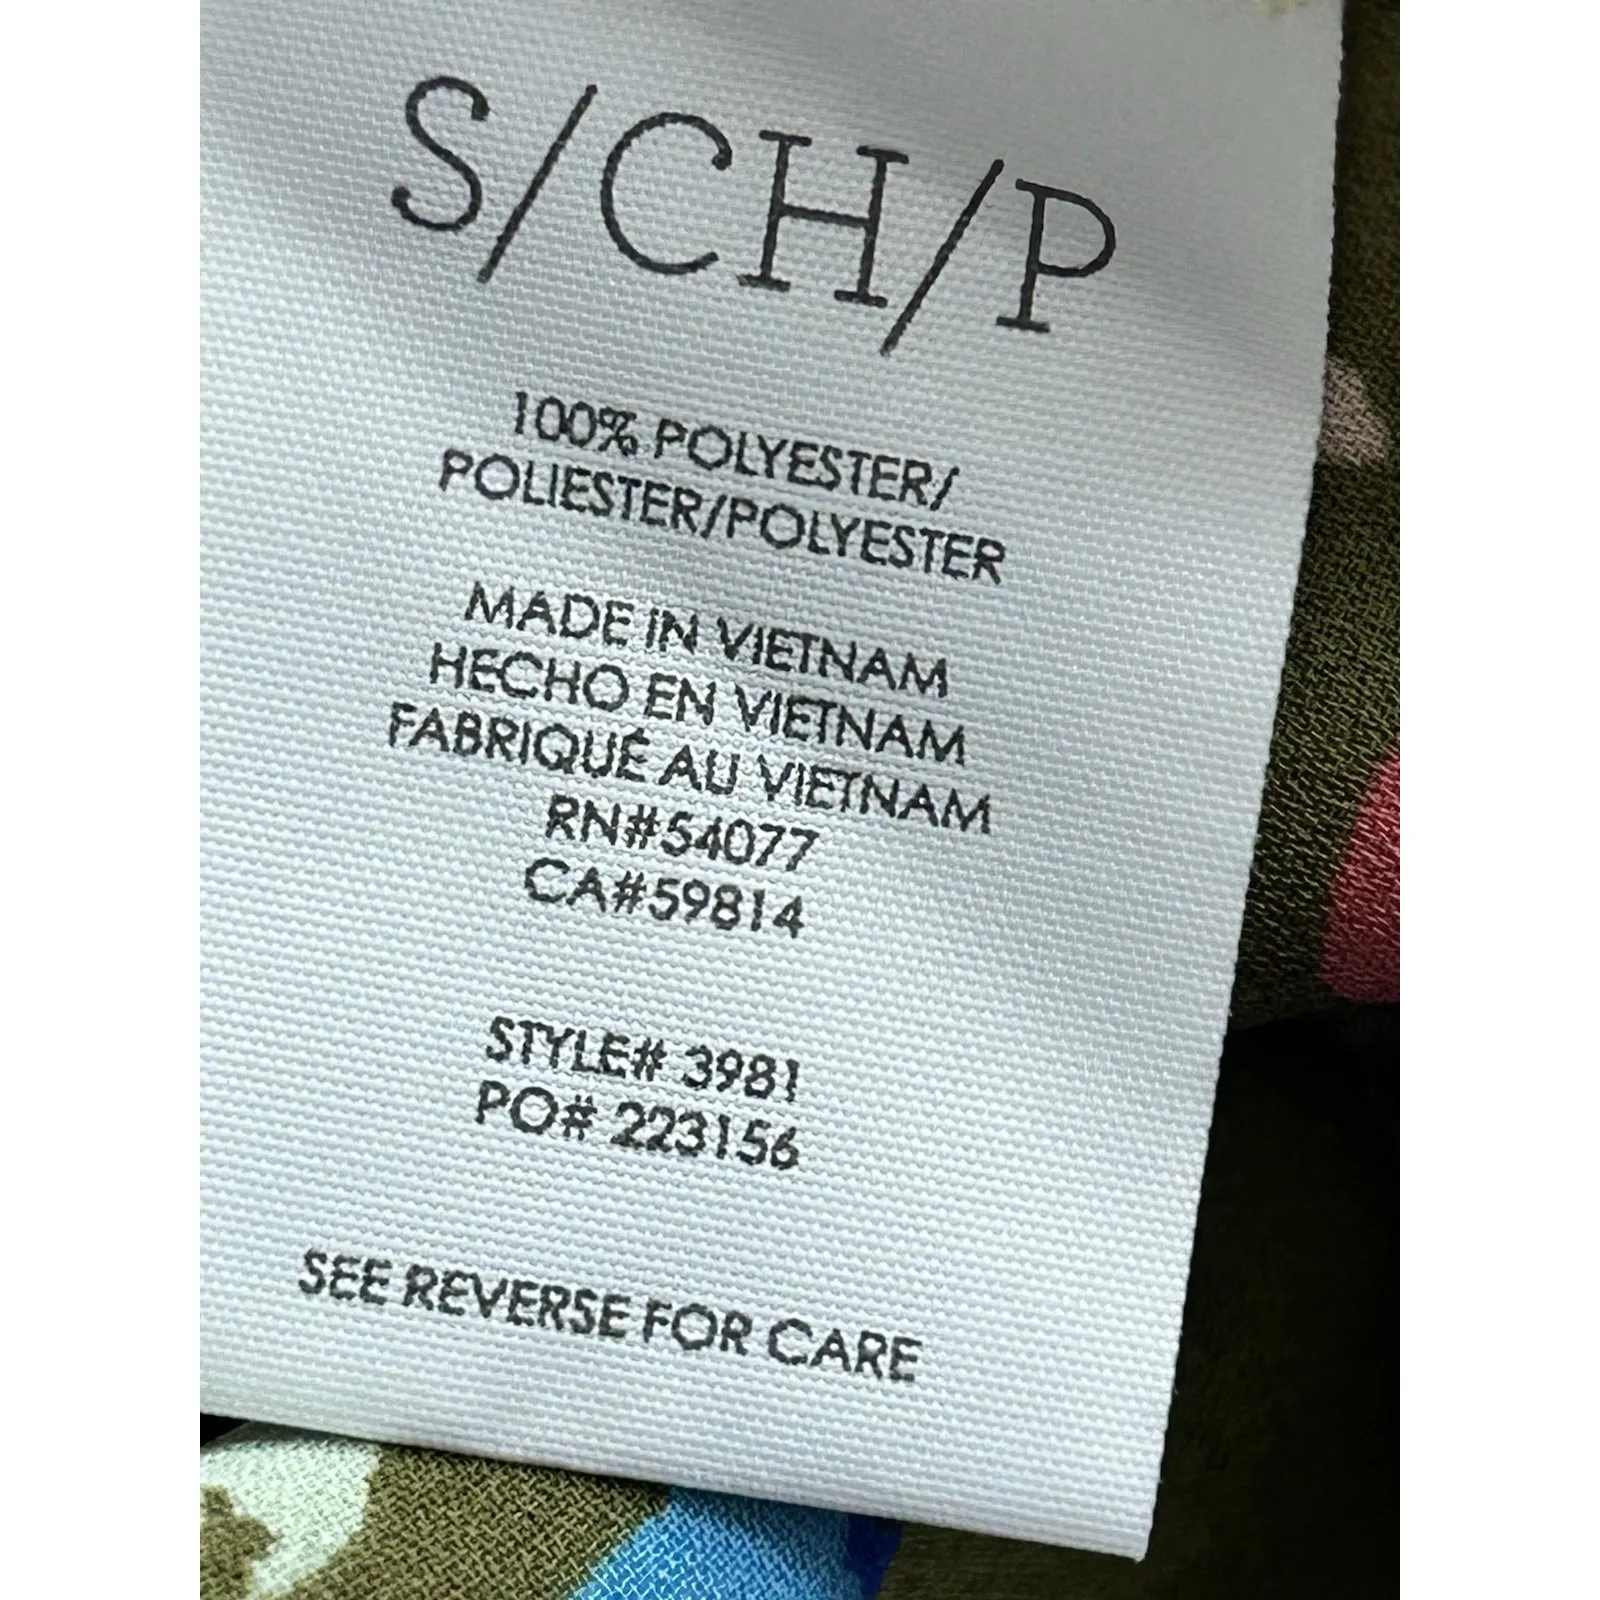 S/CH/P
100% POLYESTER/
POLIESTER/POLYESTER
MADE IN VIETNAM
HECHO EN VIETNAM
FABRIQUÉ AU VIETNAM
RN#54077
CA#59814
STYLE# 3981
PO# 223156
SEE REVERSE FOR CARE